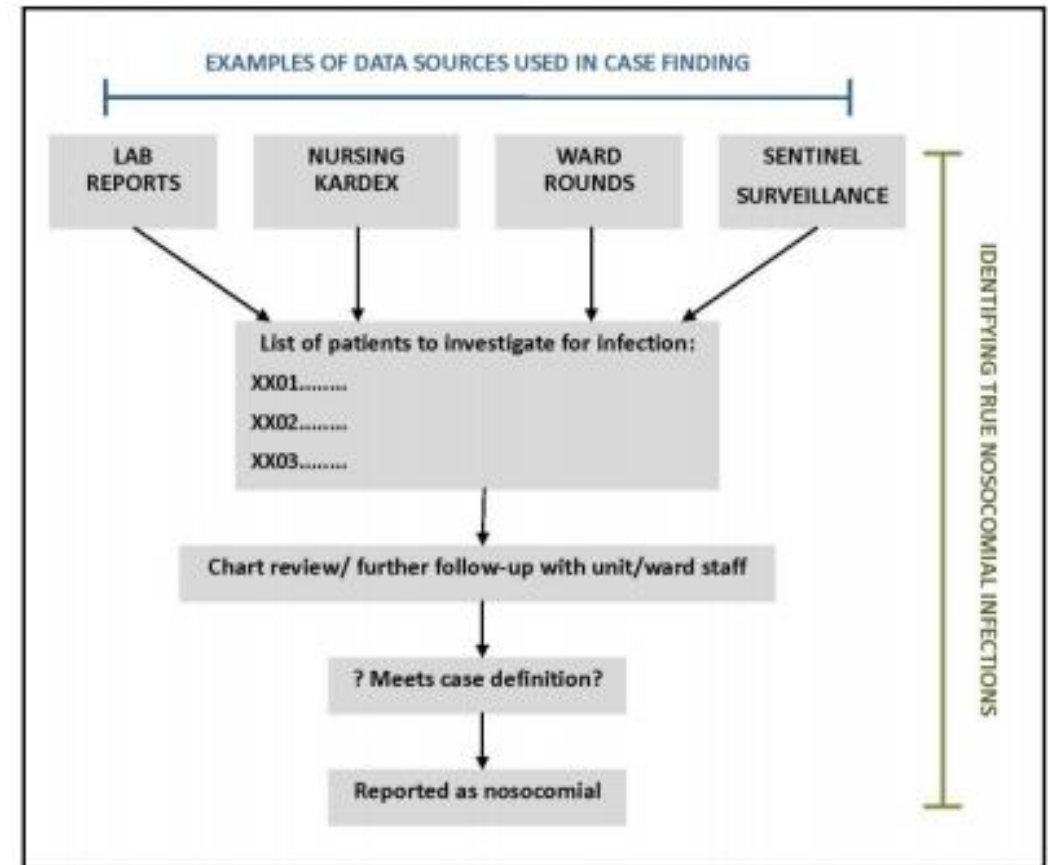 EXAMPLES OF DATA SOURCES USED IN CASE FINDING
LAB
REPORTS
NURSING
KARDEX
WARD
ROUNDS
SENTINEL
SURVEILLANCE
List of patients to investigate for infection:
XX01.........
XX02.........
XX03.........
Chart review/ further follow-up with unit/ward staff
? Meets case definition?
Reported as nosocomial
IDENTIFYING TRUE NOSOCOMIAL INFECTIONS